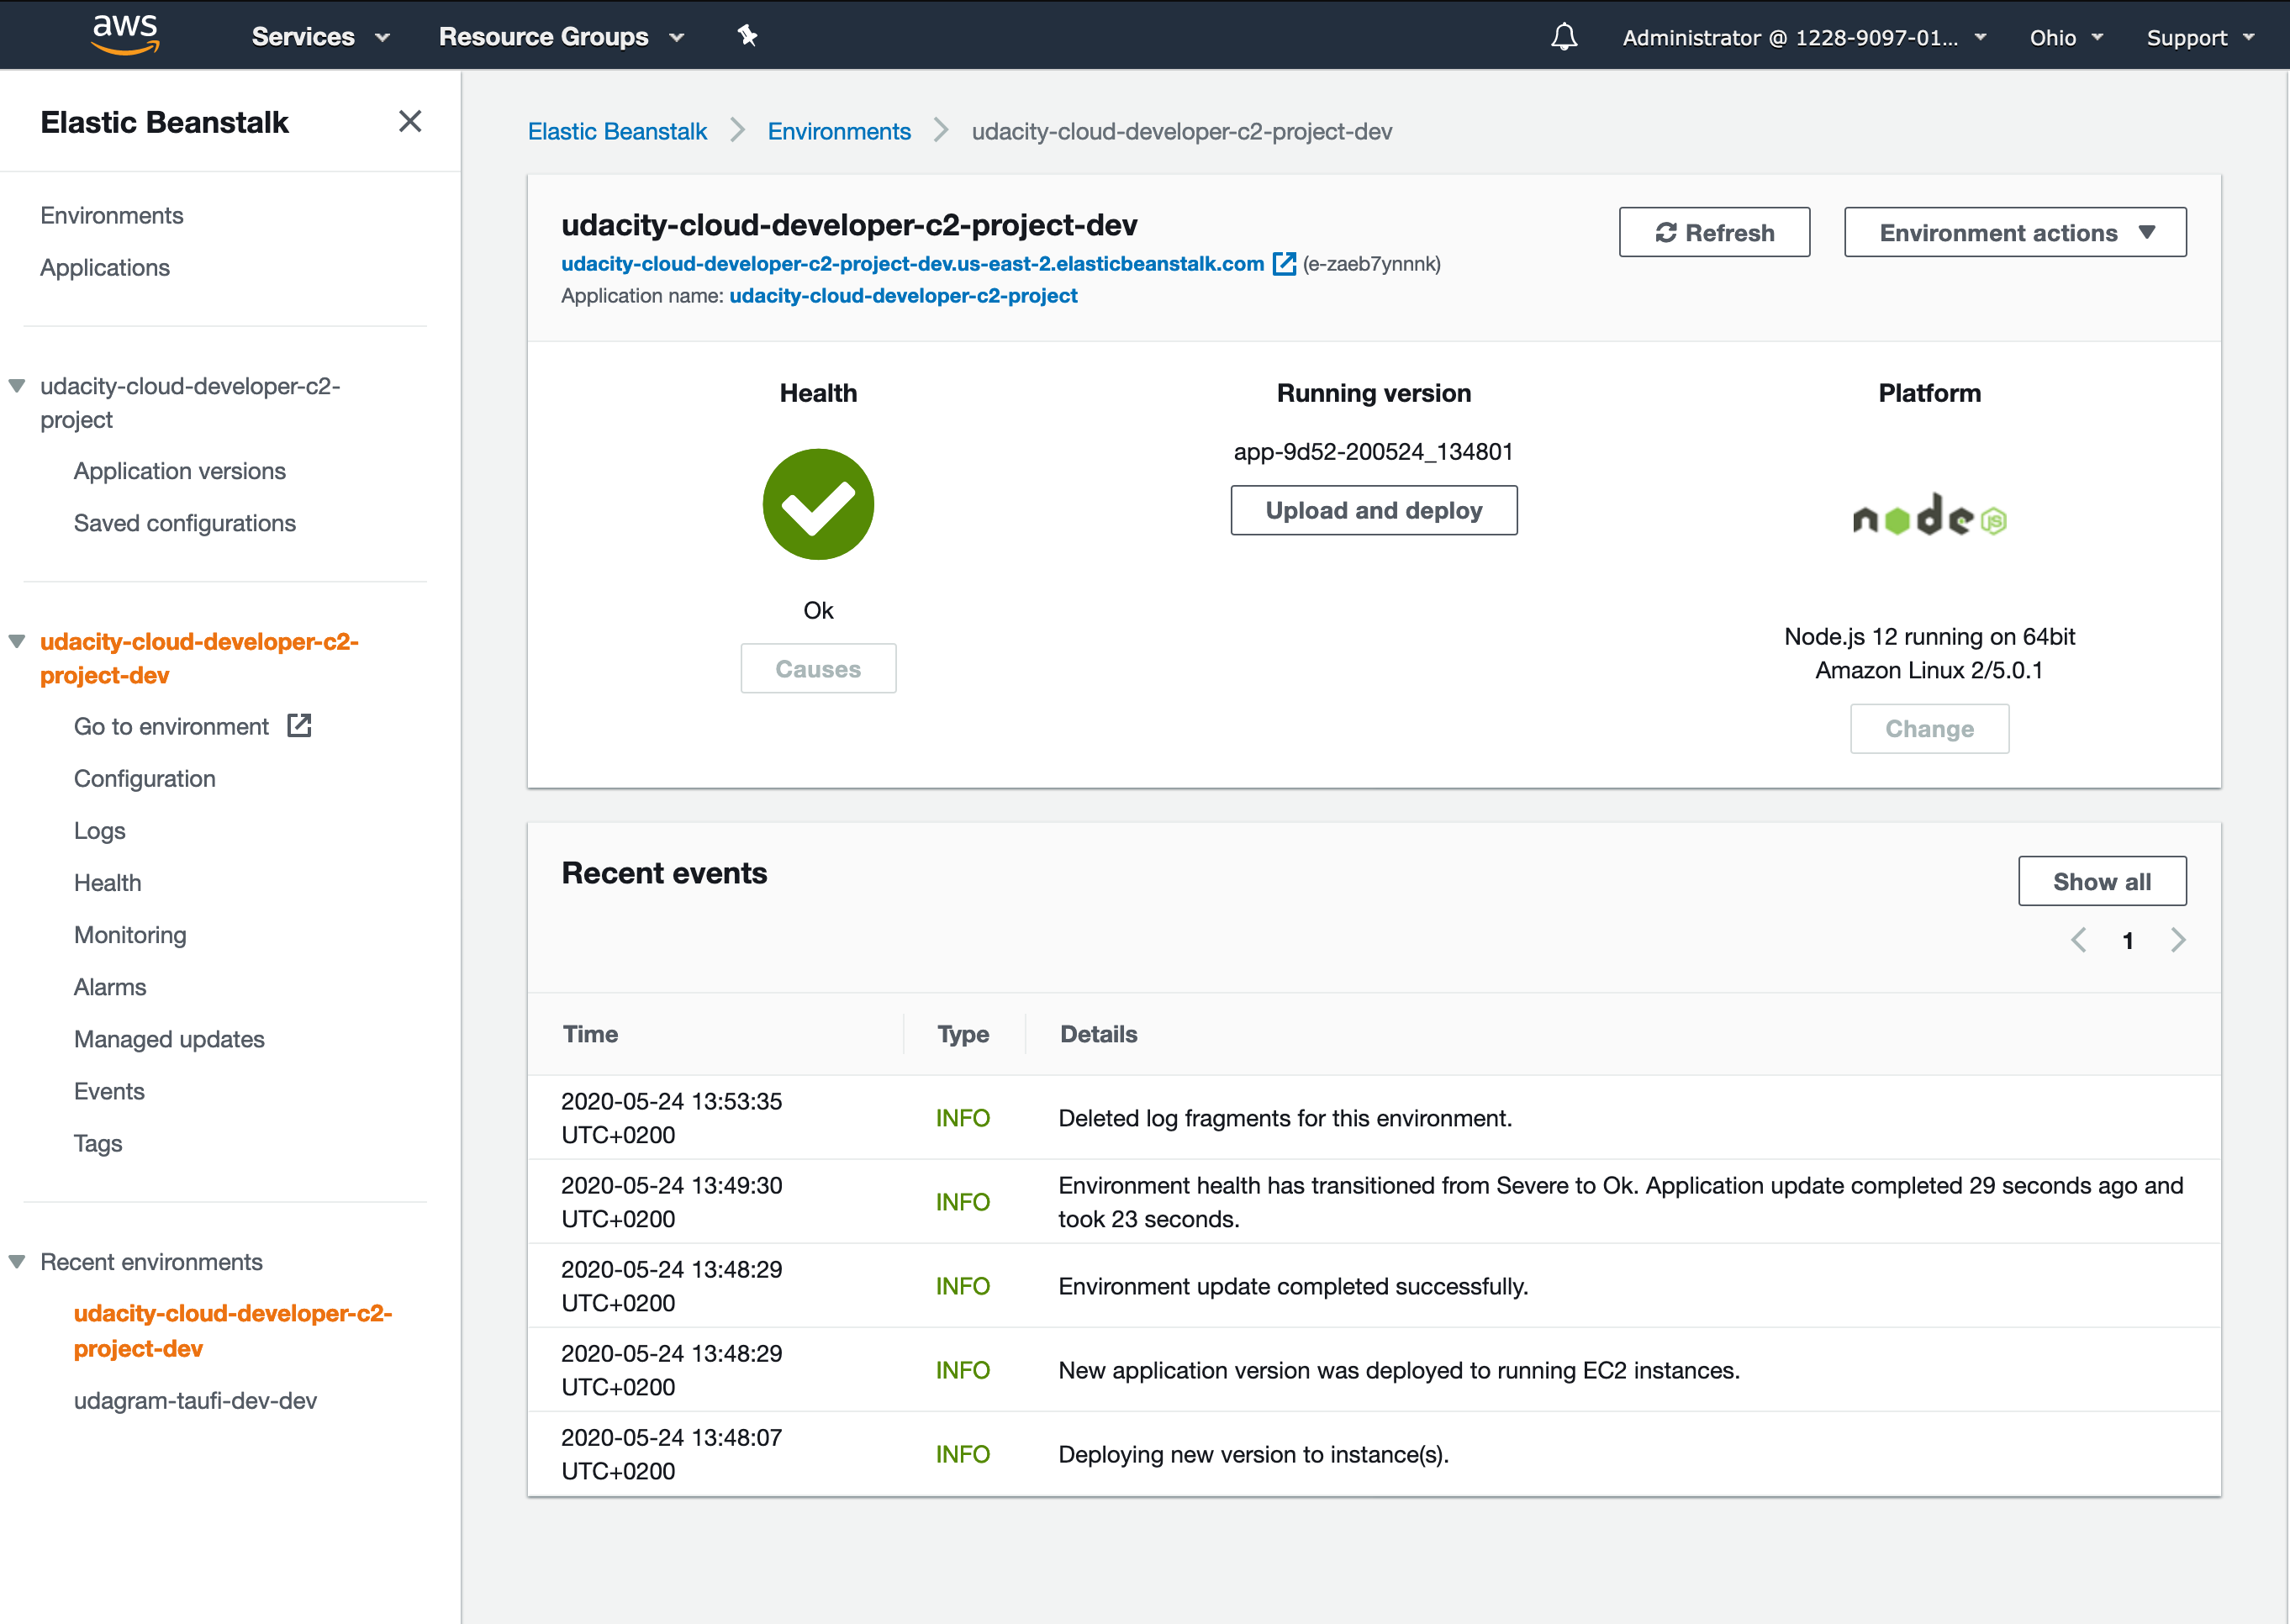 aws
Services
Resource Groups
Administrator @ 1228-9097-01...
Ohio
Support
Elastic Beanstalk
Environments
Applications
udacity-cloud-developer-c2-
project
Application versions
Saved configurations
udacity-cloud-developer-c2-
project-dev
Go to environment
Configuration
Logs
Health
Monitoring
Alarms
Managed updates
Events
Tags
Recent environments
udacity-cloud-developer-c2-
project-dev
udagram-taufi-dev-dev
Elastic Beanstalk
Environments
udacity-cloud-developer-c2-project-dev
udacity-cloud-developer-c2-project-dev
udacity-cloud-developer-c2-project-dev.us-east-2.elasticbeanstalk.com (e-zaeb7ynnnk)
Application name: udacity-cloud-developer-c2-project
Refresh
Environment actions
Health
Ok
Causes
Running version
app-9d52-200524_134801
Upload and deploy
Platform
node JS
Node.js 12 running on 64bit
Amazon Linux 2/5.0.1
Change
Recent events
Show all
1
Time Type Details
2020-05-24 13:53:35
UTC+0200
INFO
Deleted log fragments for this environment.
2020-05-24 13:49:30
UTC+0200
INFO
Environment health has transitioned from Severe to Ok. Application update completed 29 seconds ago and
took 23 seconds.
2020-05-24 13:48:29
UTC+0200
INFO
Environment update completed successfully.
2020-05-24 13:48:29
UTC+0200
INFO
New application version was deployed to running EC2 instances.
2020-05-24 13:48:07
UTC+0200
INFO
Deploying new version to instance(s).